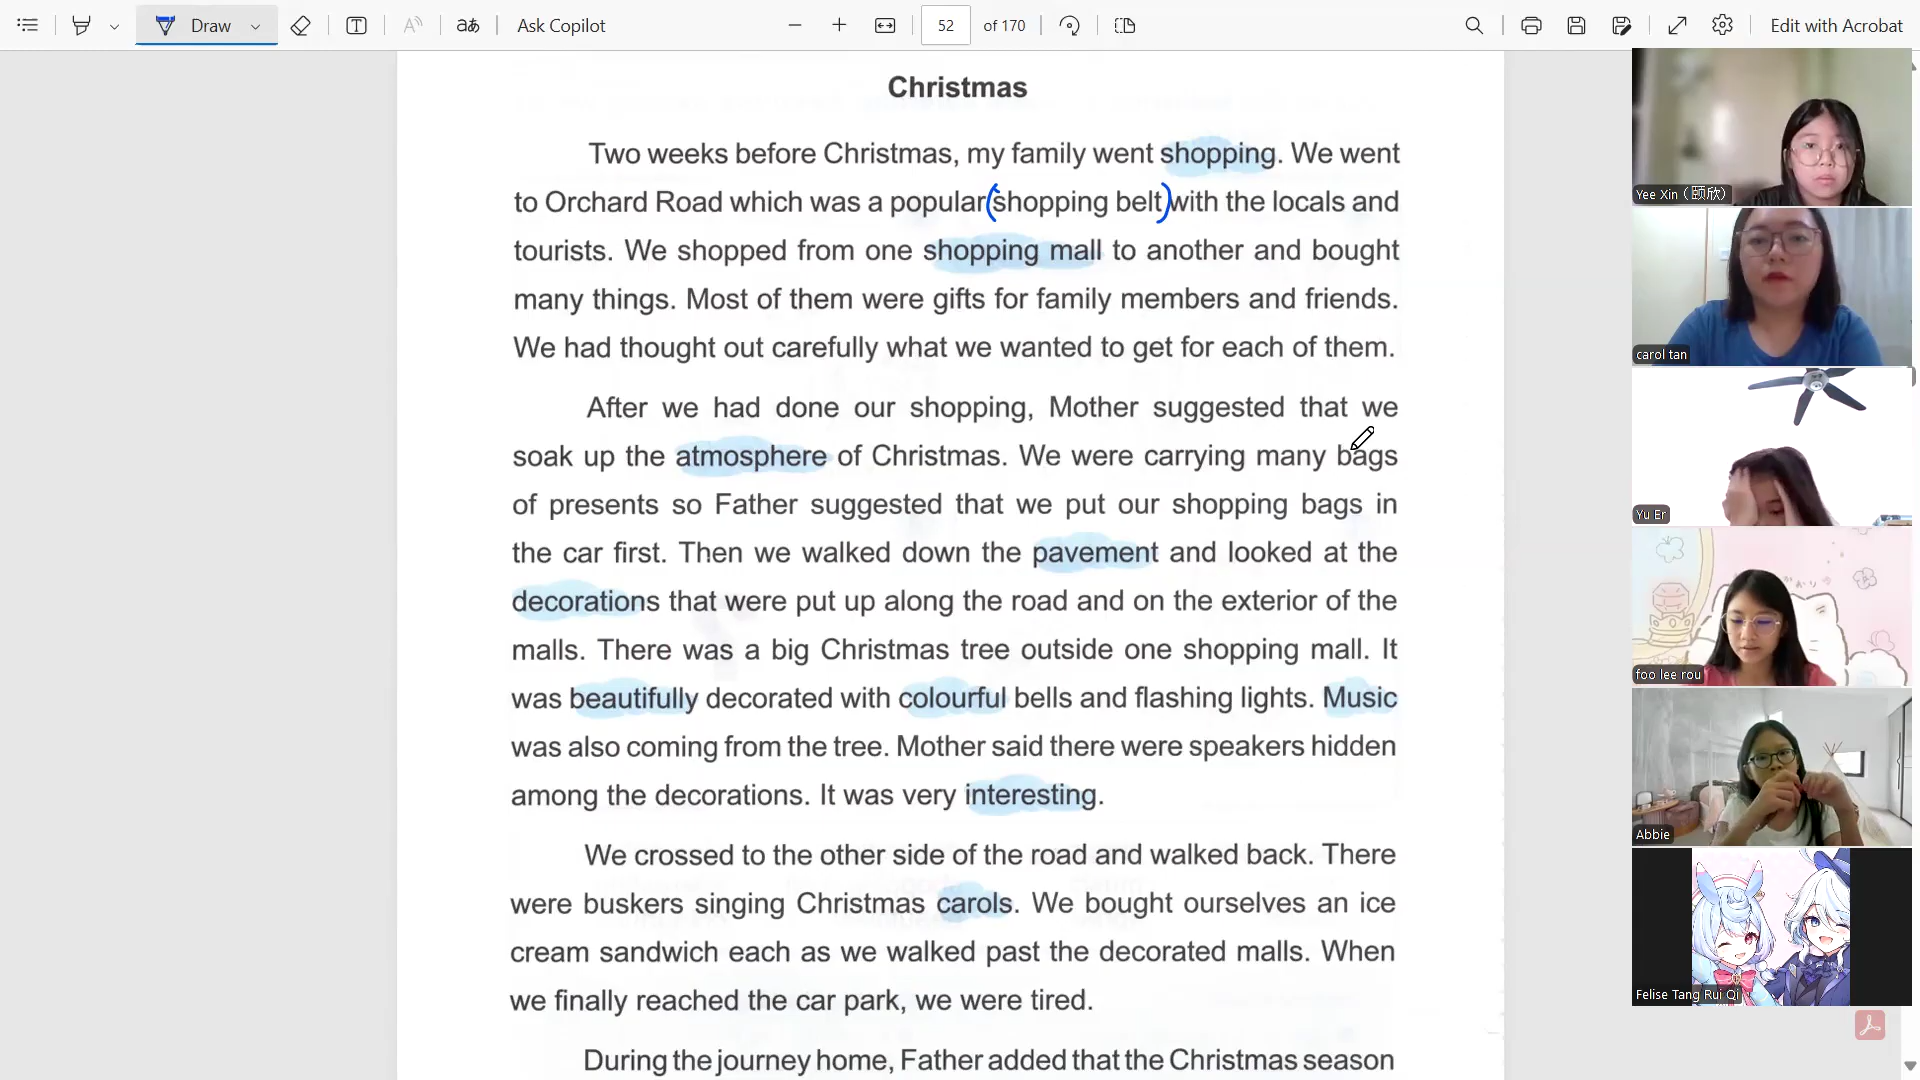 Draw
T
A
aあ
Ask Copilot
52
of 170
Edit with Acrobat
Christmas
Two weeks before Christmas, my family went shopping. We went
to Orchard Road which was a popular (shopping belt) with the locals and
tourists. We shopped from one shopping mall to another and bought
many things. Most of them were gifts for family members and friends.
We had thought out carefully what we wanted to get for each of them.
After we had done our shopping, Mother suggested that we
soak up the atmosphere of Christmas. We were carrying many bags
of presents so Father suggested that we put our shopping bags in
the car first. Then we walked down the pavement and looked at the
decorations that were put up along the road and on the exterior of the
malls. There was a big Christmas tree outside one shopping mall. It
was beautifully decorated with colourful bells and flashing lights. Music
was also coming from the tree. Mother said there were speakers hidden
among the decorations. It was very interesting.
We crossed to the other side of the road and walked back. There
were buskers singing Christmas carols. We bought ourselves an ice
cream sandwich each as we walked past the decorated malls. When
we finally reached the car park, we were tired.
During the journey home, Father added that the Christmas season
Yee Xin (颐欣)
carol tan
Yu Er
foo lee rou
Abbie
Felise Tang Rui Qi